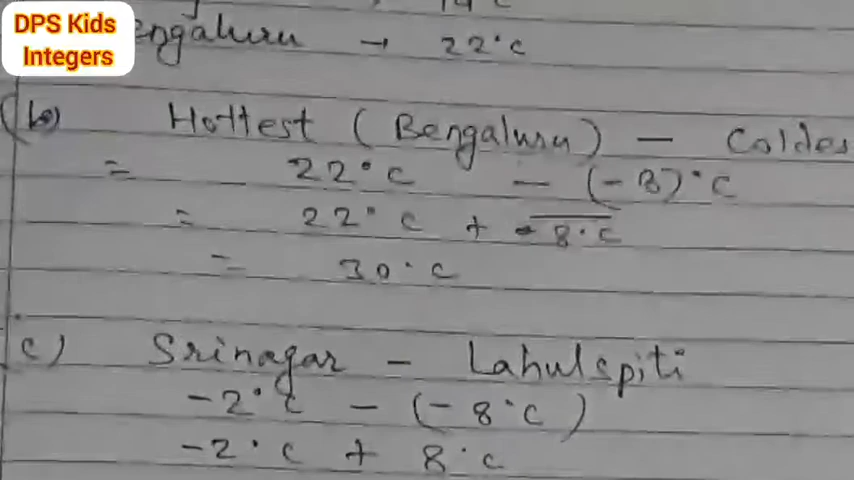 14°C
DPS Kids
Integers
Bengaluru → 22°C
(b) Hottest (Bengaluru) — Coldes
= 22°C — (-8)°C
= 22°C + 8°C
= 30°C
c) Srinagar - Lahulspiti
-2°C - (-8°C)
-2°C + 8°C